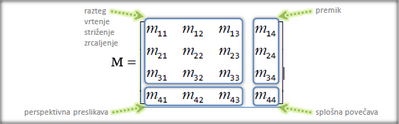 razteg
vrtenje
striženje
zrcaljenje
premik
m11 m12 m13 m14
m21 m22 m23 m24
M =
m31 m32 m33 m34
m41 m42 m43 m44
perspektivna preslikava
splošna povečava